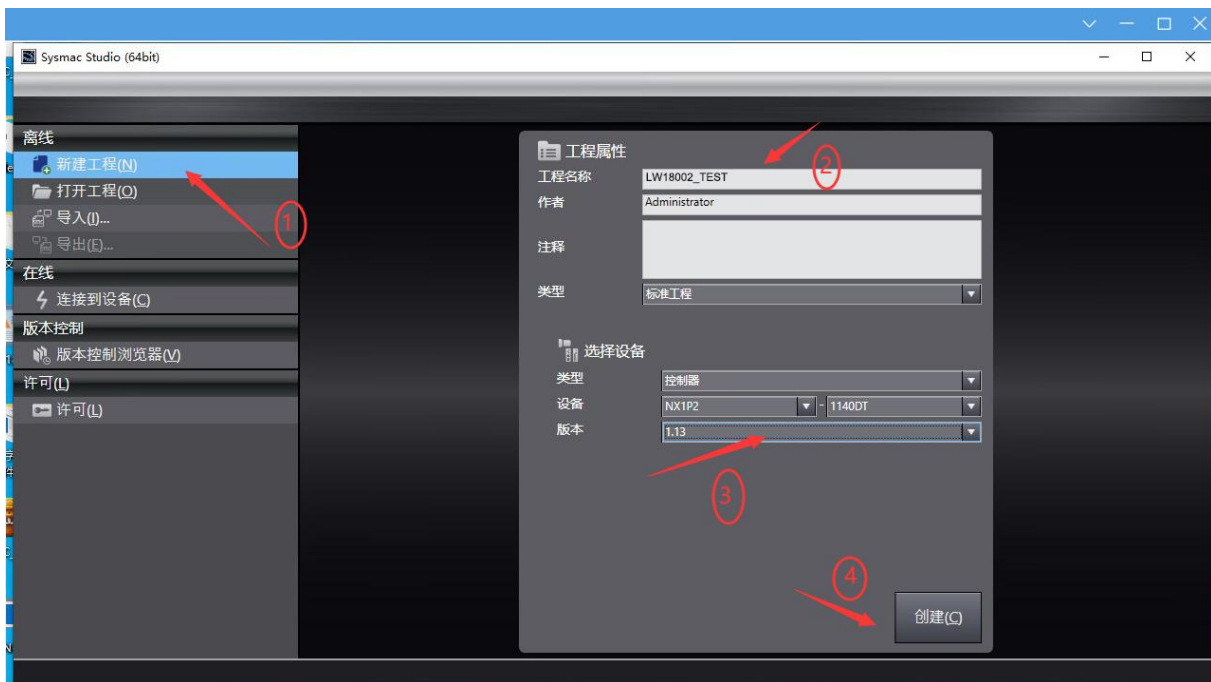 Sysmac Studio (64bit)
离线
新建工程(N)
打开工程(O)
导入(I)...
导出(E)...
在线
连接到设备(C)
版本控制
版本控制浏览器(V)
许可(L)
许可(L)
1
工程属性
2
工程名称 LW18002_TEST
作者 Administrator
注释
类型 标准工程
选择设备
类型 控制器
设备 NX1P2 - 1140DT
版本 1.13
3
4
创建(C)